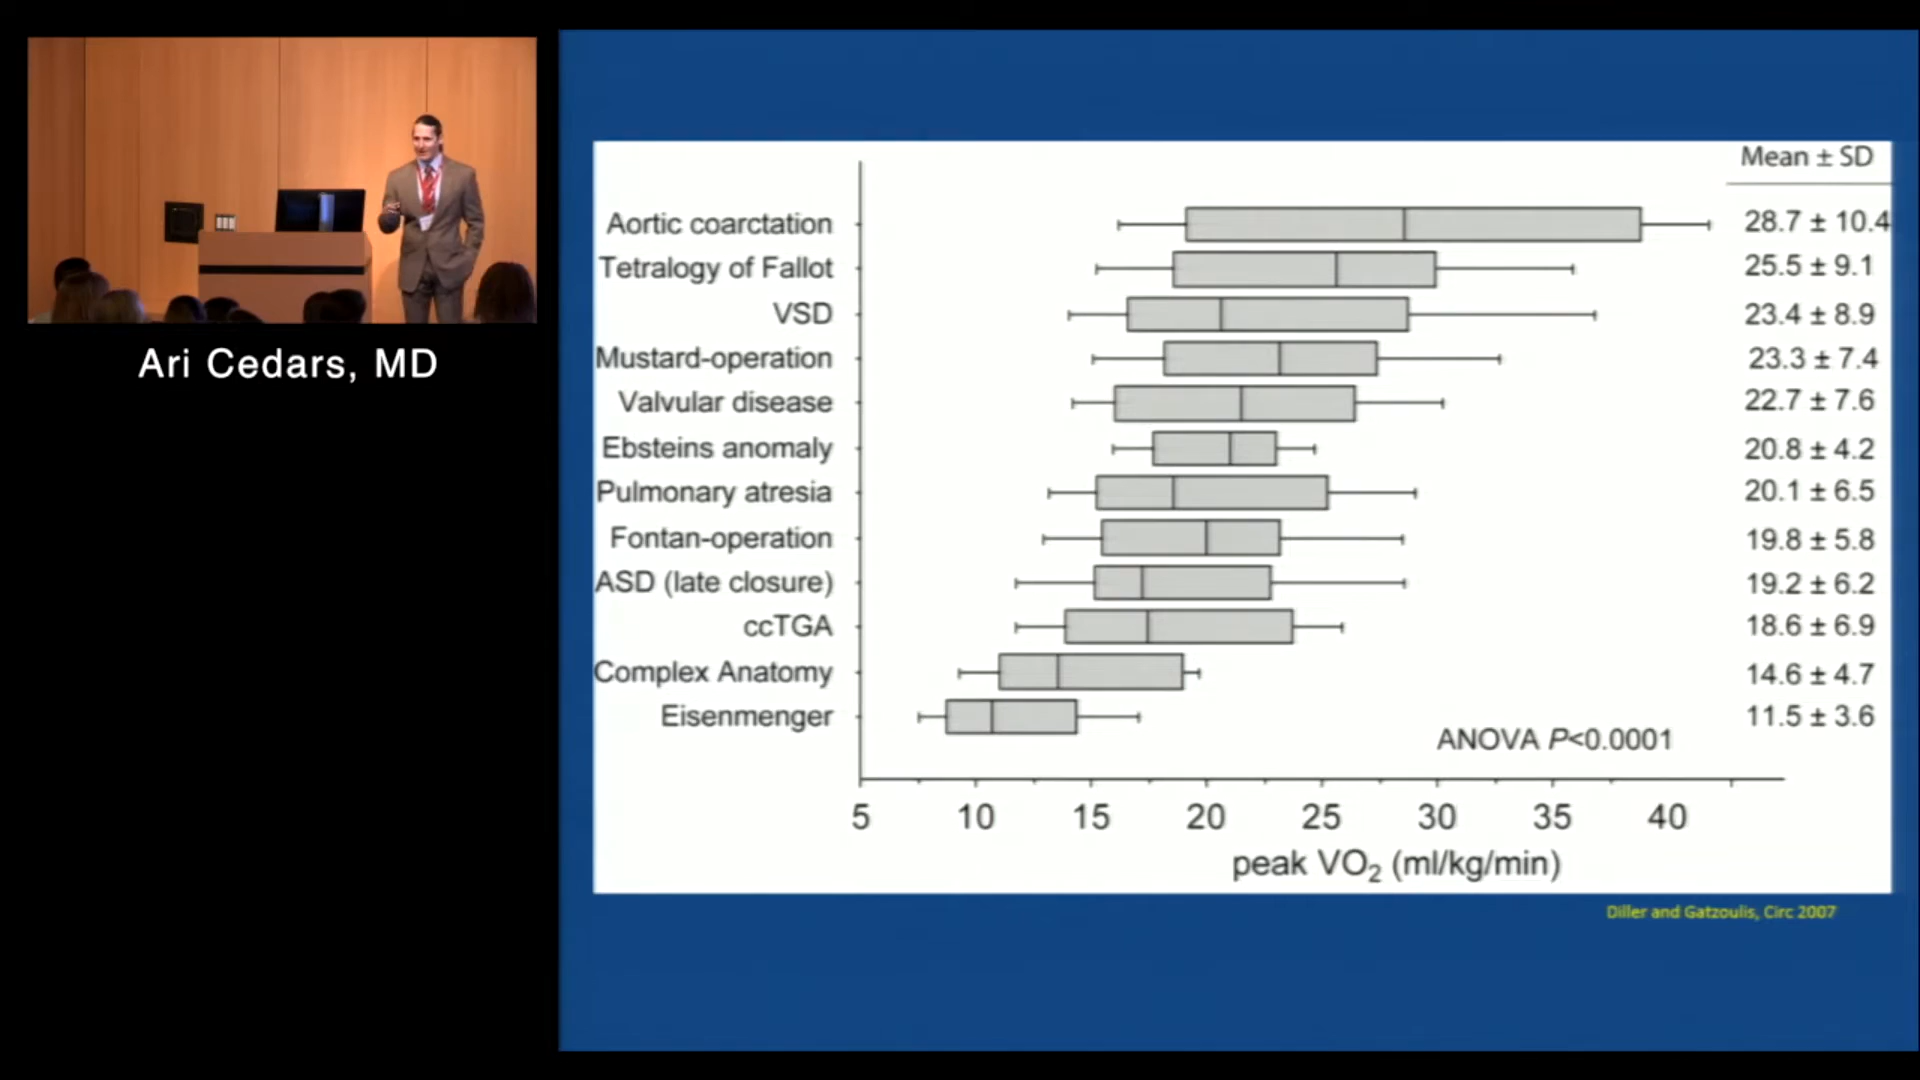 Ari Cedars, MD
Mean ± SD
Aortic coarctation 28.7 ± 10.4
Tetralogy of Fallot 25.5 ± 9.1
VSD 23.4 ± 8.9
Mustard-operation 23.3 ± 7.4
Valvular disease 22.7 ± 7.6
Ebsteins anomaly 20.8 ± 4.2
Pulmonary atresia 20.1 ± 6.5
Fontan-operation 19.8 ± 5.8
ASD (late closure) 19.2 ± 6.2
ccTGA 18.6 ± 6.9
Complex Anatomy 14.6 ± 4.7
Eisenmenger 11.5 ± 3.6
ANOVA P<0.0001
5 10 15 20 25 30 35 40
peak VO₂ (ml/kg/min)
Diller and Gatzoulis, Circ 2007